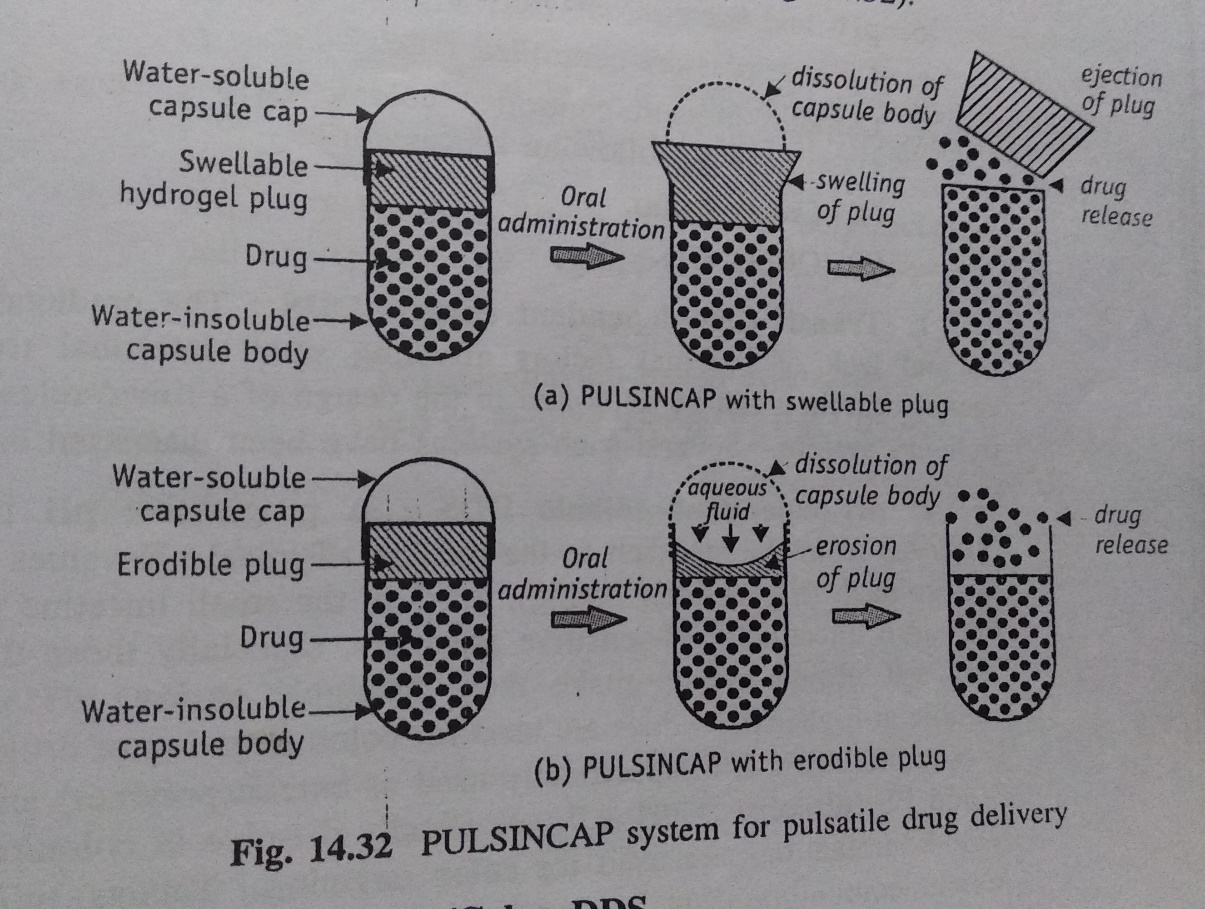 Water-soluble
capsule cap
Swellable
hydrogel plug
Drug
Water-insoluble
capsule body
Oral
administration
dissolution of
capsule body
swelling
of plug
ejection
of plug
drug
release
(a) PULSINCAP with swellable plug
Water-soluble
capsule cap
Erodible plug
Drug
Water-insoluble
capsule body
Oral
administration
aqueous
fluid
dissolution of
capsule body
erosion
of plug
drug
release
(b) PULSINCAP with erodible plug
Fig. 14.32 PULSINCAP system for pulsatile drug delivery
DDS